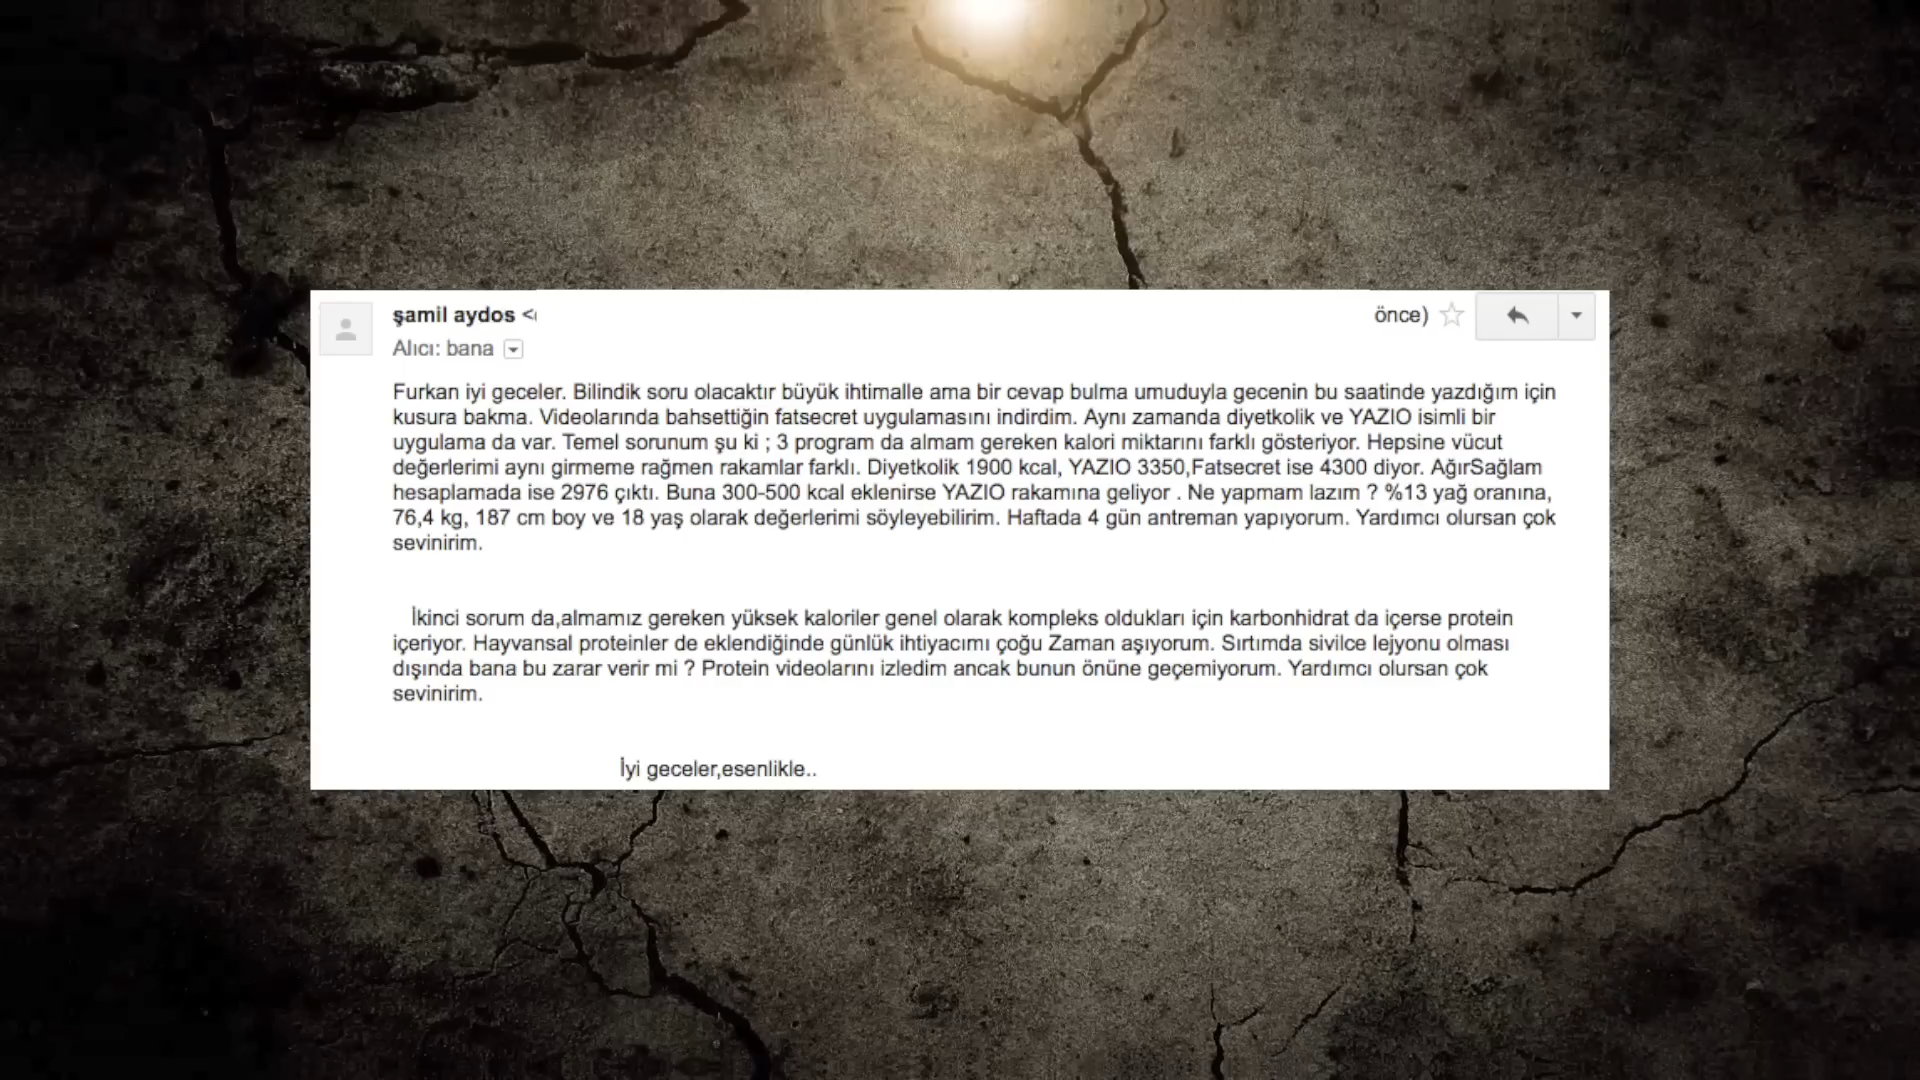 şamil aydos <
önce)
Alıcı: bana
Furkan iyi geceler. Bilindik soru olacaktır büyük ihtimalle ama bir cevap bulma umuduyla gecenin bu saatinde yazdığım için
kusura bakma. Videolarında bahsettiğin fatsecret uygulamasını indirdim. Aynı zamanda diyetkolik ve YAZIO isimli bir
uygulama da var. Temel sorunum şu ki ; 3 program da almam gereken kalori miktarını farklı gösteriyor. Hepsine vücut
değerlerimi aynı girmeme rağmen rakamlar farklı. Diyetkolik 1900 kcal, YAZIO 3350,Fatsecret ise 4300 diyor. AğırSağlam
hesaplamada ise 2976 çıktı. Buna 300-500 kcal eklenirse YAZIO rakamına geliyor . Ne yapmam lazım ? %13 yağ oranına,
76,4 kg, 187 cm boy ve 18 yaş olarak değerlerimi söyleyebilirim. Haftada 4 gün antreman yapıyorum. Yardımcı olursan çok
sevinirim.
İkinci sorum da,almamız gereken yüksek kaloriler genel olarak kompleks oldukları için karbonhidrat da içerse protein
içeriyor. Hayvansal proteinler de eklendiğinde günlük ihtiyacımı çoğu Zaman aşıyorum. Sırtımda sivilce lejyonu olması
dışında bana bu zarar verir mi ? Protein videolarını izledim ancak bunun önüne geçemiyorum. Yardımcı olursan çok
sevinirim.
İyi geceler,esenlikle..